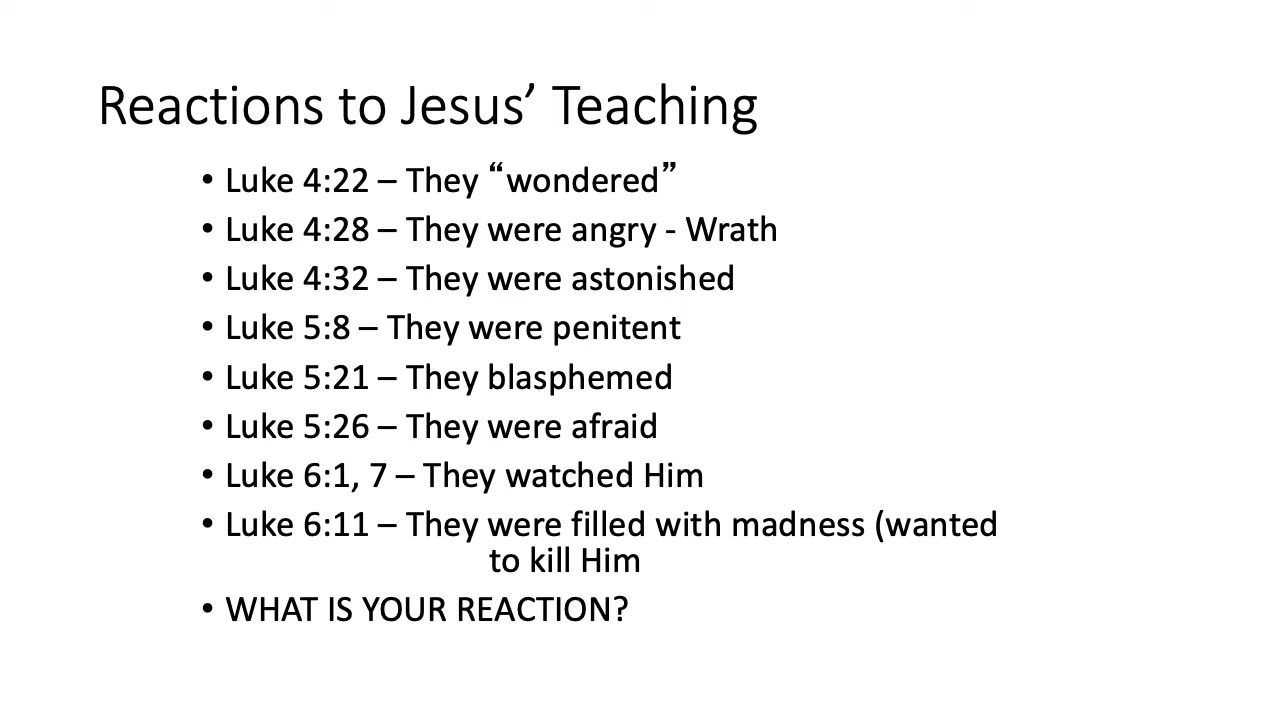 Reactions to Jesus’ Teaching
• Luke 4:22 – They “wondered”
• Luke 4:28 – They were angry - Wrath
• Luke 4:32 – They were astonished
• Luke 5:8 – They were penitent
• Luke 5:21 – They blasphemed
• Luke 5:26 – They were afraid
• Luke 6:1, 7 – They watched Him
• Luke 6:11 – They were filled with madness (wanted
to kill Him
• WHAT IS YOUR REACTION?